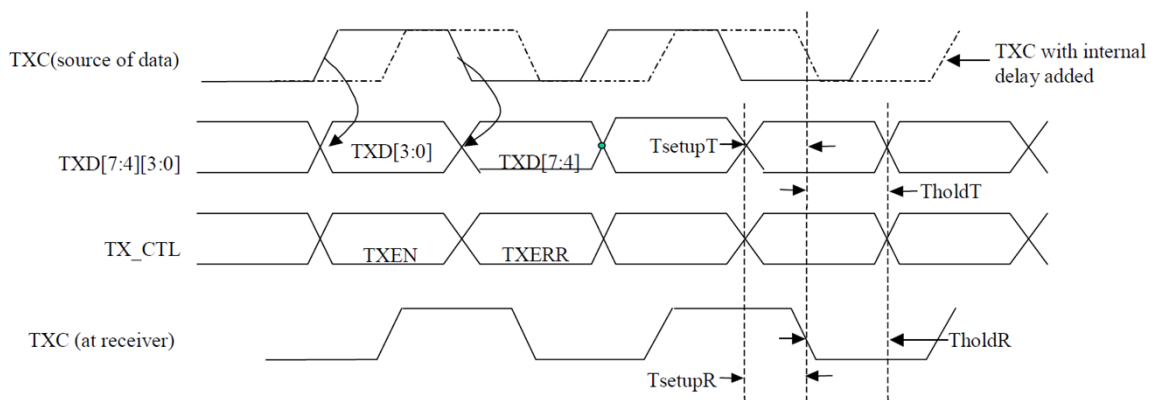 TXC(source of data)
TXC with internal
delay added
TXD[7:4][3:0]
TXD[3:0]
TXD[7:4]
TsetupT
TholdT
TX_CTL
TXEN
TXERR
TXC (at receiver)
TholdR
TsetupR